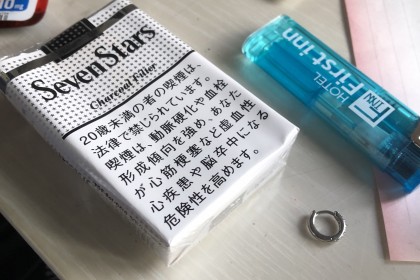 SevenStars
Charcoal Filter
20歳未満の者の喫煙は、
法律で禁じられています。
喫煙は、動脈硬化や血栓
形成傾向を強め、あなた
が心筋梗塞など虚血性
心疾患や脳卒中になる
危険性を高めます。
HOTEL
First inn